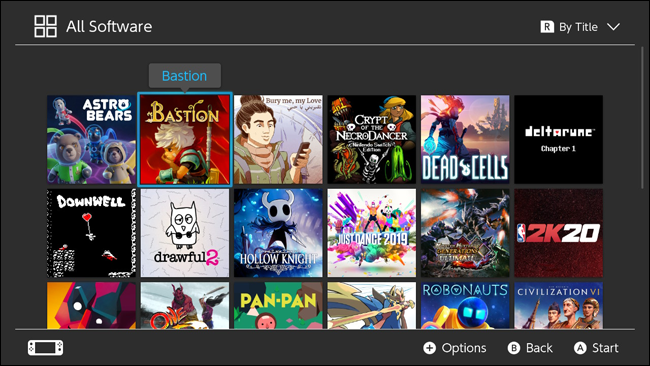 All Software
R By Title
Bastion
ASTRO BEARS
BASTION
Bury me, my Love
CRYPT OF THE NECRODANCER
Nintendo Switch Edition
DEAD CELLS
deltarune
Chapter 1
DOWNWELL
drawful 2
HOLLOW KNIGHT
JUST DANCE 2019
GENERATIONS
ULTIMATE
NBA 2K20
ONE
PAN-PAN
ROBONAUTS
CIVILIZATION VI
+ Options
B Back
A Start